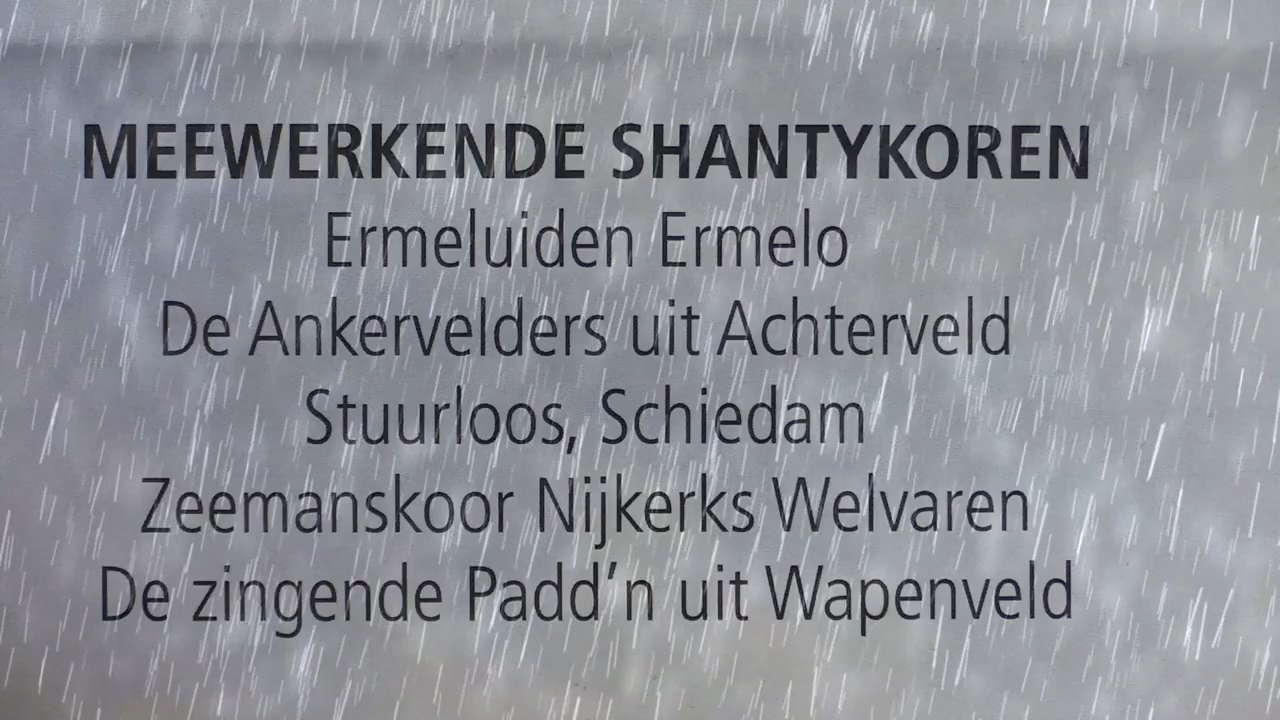 MEEWERKENDE SHANTYKOREN
Ermeluiden Ermelo
De Ankervelders uit Achterveld
Stuurloos, Schiedam
Zeemanskoor Nijkerks Welvaren
De zingende Padd’n uit Wapenveld